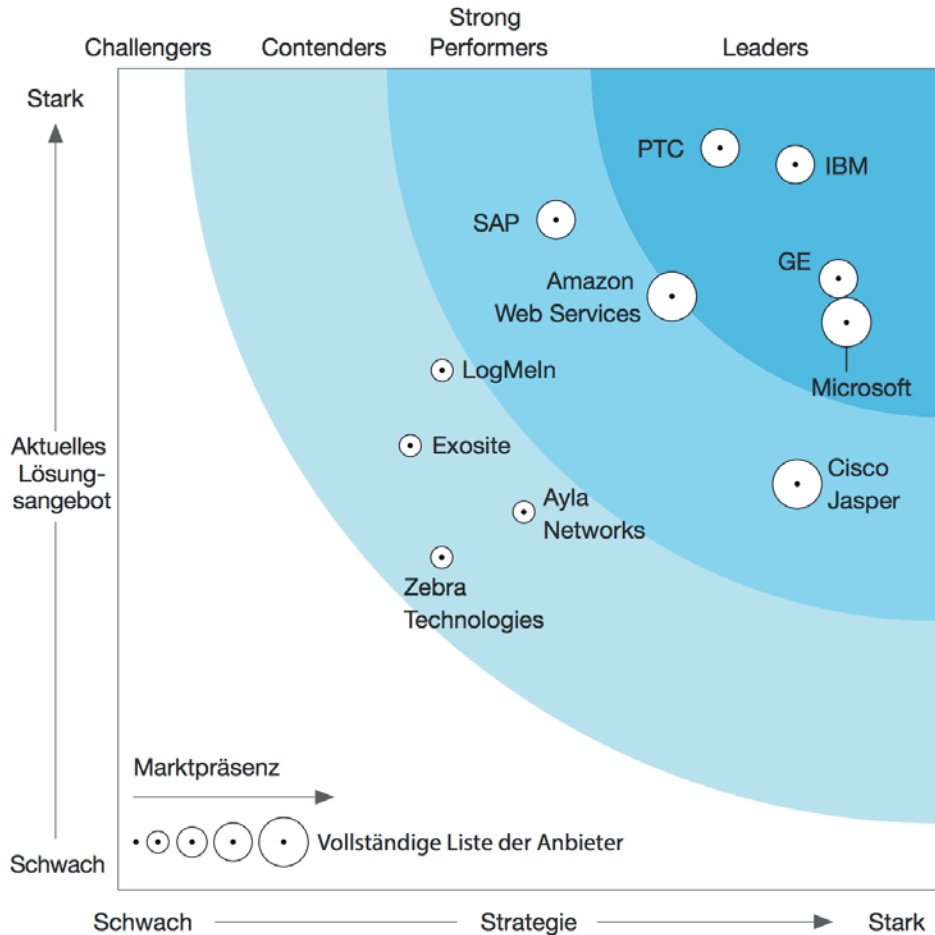 Strong
Challengers Contenders Performers Leaders
Stark
PTC
IBM
SAP
GE
Amazon
Web Services
LogMeIn
Microsoft
Aktuelles
Lösung-
sangebot
Exosite
Cisco
Jasper
Ayla
Networks
Zebra
Technologies
Marktpräsenz
Vollständige Liste der Anbieter
Schwach
Schwach Strategie Stark